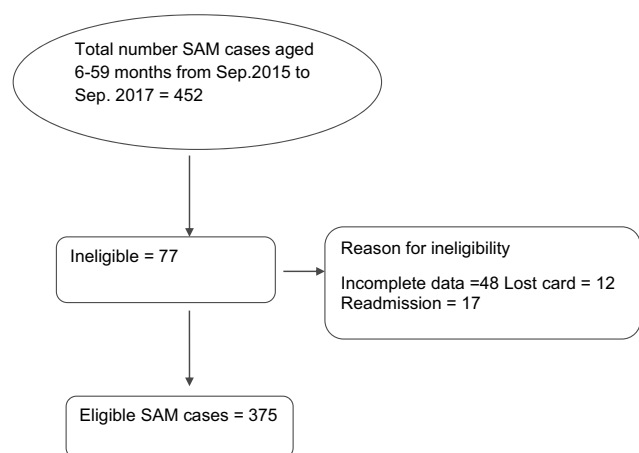 Total number SAM cases aged
6-59 months from Sep.2015 to
Sep. 2017 = 452
Ineligible = 77
Reason for ineligibility
Incomplete data =48 Lost card = 12
Readmission = 17
Eligible SAM cases = 375